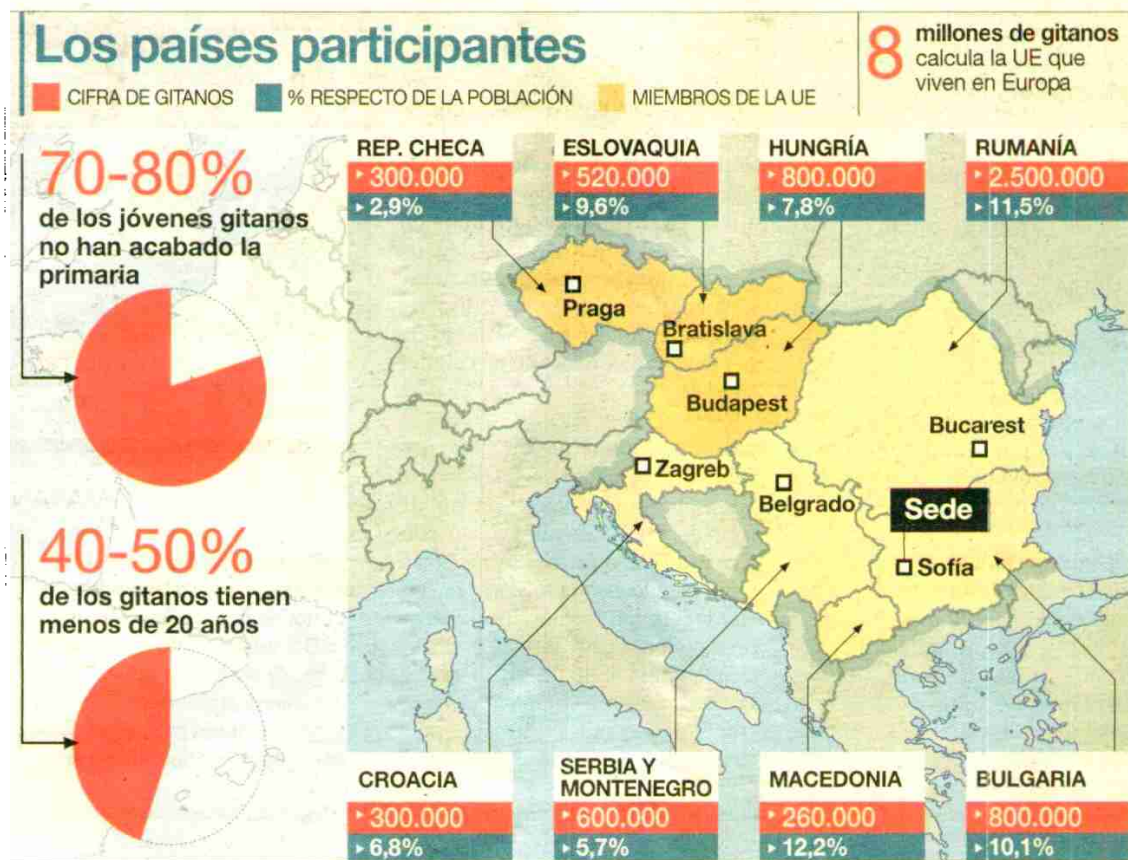 Los países participantes
CIFRA DE GITANOS
% RESPECTO DE LA POBLACIÓN
MIEMBROS DE LA UE
8
millones de gitanos
calcula la UE que
viven en Europa
70-80%
de los jóvenes gitanos
no han acabado la
primaria
40-50%
de los gitanos tienen
menos de 20 años
REP. CHECA
300.000
2,9%
ESLOVAQUIA
520.000
9,6%
HUNGRÍA
800.000
7,8%
RUMANÍA
2.500.000
11,5%
Praga
Bratislava
Budapest
Bucarest
Zagreb
Belgrado
Sede
Sofía
CROACIA
300.000
6,8%
SERBIA Y
MONTENEGRO
600.000
5,7%
MACEDONIA
260.000
12,2%
BULGARIA
800.000
10,1%